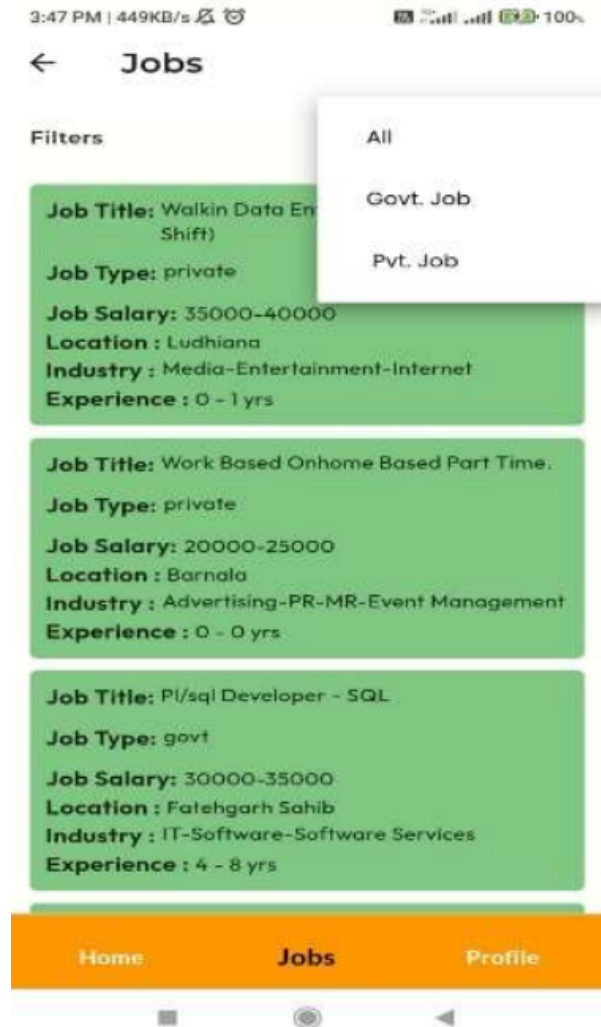 3:47 PM | 449KB/s
100
Jobs
Filters
All
Govt. Job
Pvt. Job
Job Title: Walkin Data En
Shift)
Job Type: private
Job Salary: 35000-40000
Location : Ludhiana
Industry : Media-Entertainment-Internet
Experience : 0 - 1 yrs
Job Title: Work Based Onhome Based Part Time.
Job Type: private
Job Salary: 20000-25000
Location : Barnala
Industry : Advertising-PR-MR-Event Management
Experience : 0 - 0 yrs
Job Title: Pl/sql Developer - SQL
Job Type: govt
Job Salary: 30000-35000
Location : Fatehgarh Sahib
Industry : IT-Software-Software Services
Experience : 4 - 8 yrs
Home
Jobs
Profile